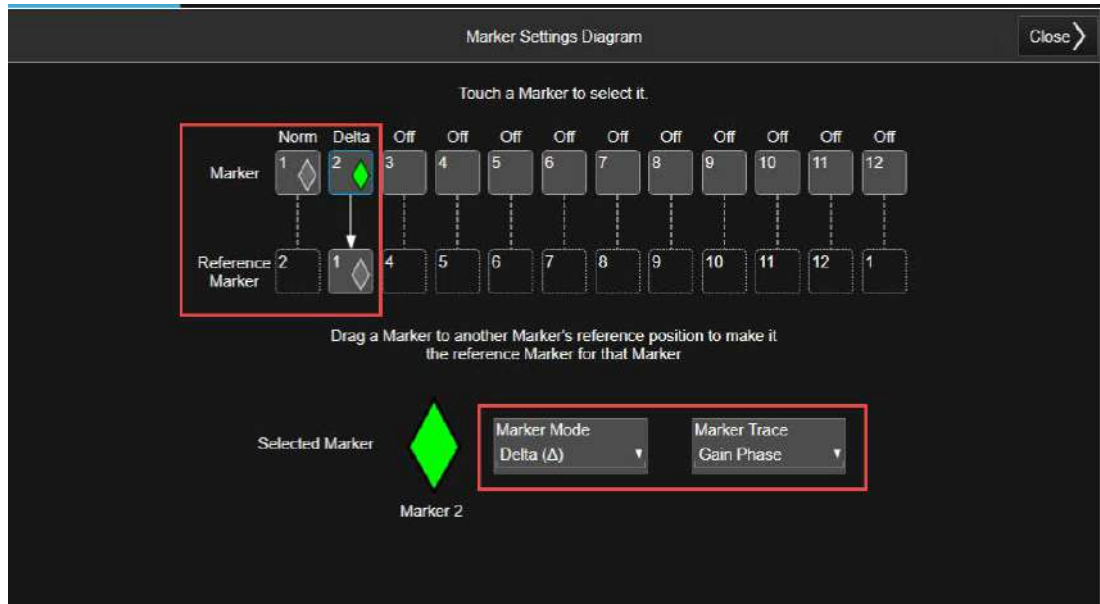 Marker Settings Diagram
Close
Touch a Marker to select it.
Norm Delta Off Off Off Off Off Off Off Off Off Off
Marker 1 2 3 4 5 6 7 8 9 10 11 12
Reference 2 1 4 5 6 7 8 9 10 11 12 1
Marker
Drag a Marker to another Marker's reference position to make it
the reference Marker for that Marker
Selected Marker
Marker Mode
Delta (Δ)
Marker Trace
Gain Phase
Marker 2